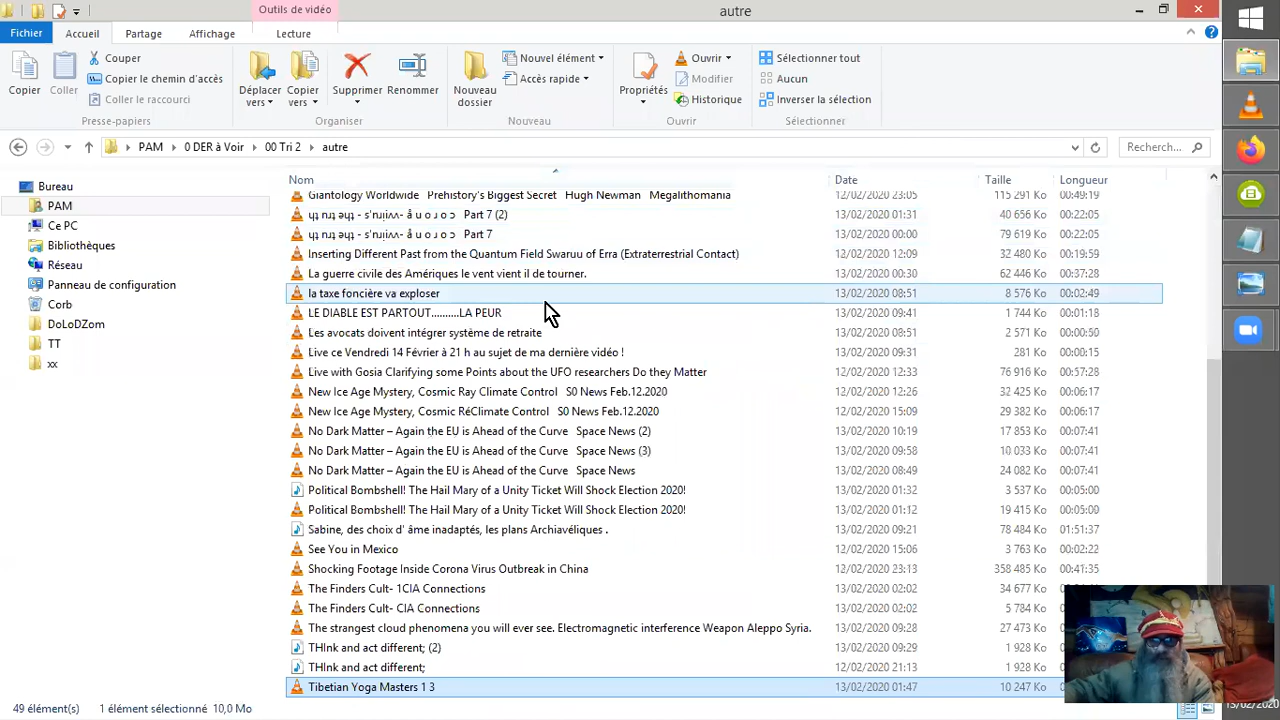 Outils de vidéo
autre
Fichier
Accueil
Partage
Affichage
Lecture
Copier
Coller
Couper
Copier le chemin d'accès
Coller le raccourci
Presse-papiers
Déplacer vers
Copier vers
Supprimer
Renommer
Organiser
Nouveau dossier
Nouvel élément
Accès rapide
Nouveau
Propriétés
Ouvrir
Modifier
Historique
Ouvrir
Sélectionner tout
Aucun
Inverser la sélection
Sélectionner
PAM 0 DER à Voir 00 Tri 2 autre
Recherch...
Bureau
PAM
Ce PC
Bibliothèques
Réseau
Panneau de configuration
Corb
DoLoDZom
TT
xx
Nom Date Taille Longueur
Giantology Worldwide Prehistory's Biggest Secret Hugh Newman Megalithomania 12/02/2020 23:05 115 291 Ko 00:49:19
Part 7 (2) 13/02/2020 01:31 40 656 Ko 00:22:05
Part 7 13/02/2020 00:00 79 619 Ko 00:22:05
Inserting Different Past from the Quantum Field Swaruu of Erra (Extraterrestrial Contact) 12/02/2020 12:09 32 480 Ko 00:19:59
La guerre civile des Amériques le vent vient il de tourner. 13/02/2020 00:30 62 446 Ko 00:37:28
la taxe foncière va exploser 13/02/2020 08:51 8 576 Ko 00:02:49
LE DIABLE EST PARTOUT..........LA PEUR 13/02/2020 09:41 1 744 Ko 00:01:18
Les avocats doivent intégrer système de retraite 13/02/2020 08:51 2 571 Ko 00:00:50
Live ce Vendredi 14 Février à 21 h au sujet de ma dernière vidéo ! 13/02/2020 09:31 281 Ko 00:00:15
Live with Gosia Clarifying some Points about the UFO researchers Do they Matter 12/02/2020 12:33 76 916 Ko 00:57:28
New Ice Age Mystery, Cosmic Ray Climate Control S0 News Feb.12.2020 12/02/2020 12:26 32 425 Ko 00:06:17
New Ice Age Mystery, Cosmic RéClimate Control S0 News Feb.12.2020 12/02/2020 15:09 29 382 Ko 00:06:17
No Dark Matter – Again the EU is Ahead of the Curve Space News (2) 13/02/2020 10:19 17 853 Ko 00:07:41
No Dark Matter – Again the EU is Ahead of the Curve Space News (3) 13/02/2020 09:58 10 033 Ko 00:07:41
No Dark Matter – Again the EU is Ahead of the Curve Space News 13/02/2020 08:49 24 082 Ko 00:07:41
Political Bombshell! The Hail Mary of a Unity Ticket Will Shock Election 2020! 13/02/2020 01:32 3 537 Ko 00:05:00
Political Bombshell! The Hail Mary of a Unity Ticket Will Shock Election 2020! 13/02/2020 01:12 19 415 Ko 00:05:09
Sabine, des choix d' âme inadaptés, les plans Archiavéliques . 13/02/2020 09:21 78 484 Ko 01:51:37
See You in Mexico 12/02/2020 15:06 3 763 Ko 00:02:22
Shocking Footage Inside Corona Virus Outbreak in China 12/02/2020 23:13 358 485 Ko 00:47:35
The Finders Cult- 1CIA Connections 13/02/2020 02:02 34 677 Ko
The Finders Cult- CIA Connections 13/02/2020 02:02 5 784 Ko
The strangest cloud phenomena you will ever see. Electromagnetic interference Weapon Aleppo Syria. 13/02/2020 09:28 27 473 Ko
THInk and act different; (2) 13/02/2020 09:29 1 928 Ko
THInk and act different; 12/02/2020 21:13 1 928 Ko
Tibetian Yoga Masters 1 3 13/02/2020 01:47 10 247 Ko
49 élément(s) 1 élément sélectionné 10,0 Mo
13/02/2020